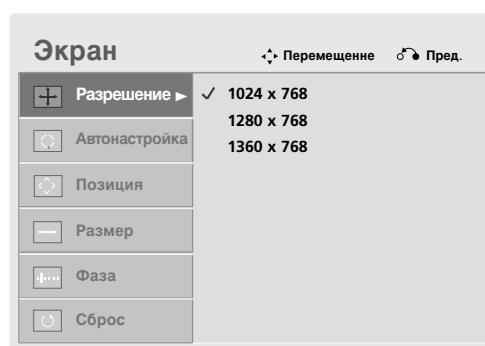 Экран
Перемещенне
Пред.
Разрешение ►
✓ 1024 x 768
1280 x 768
1360 x 768
Автонастройка
Позиция
Размер
Фаза
Сброс